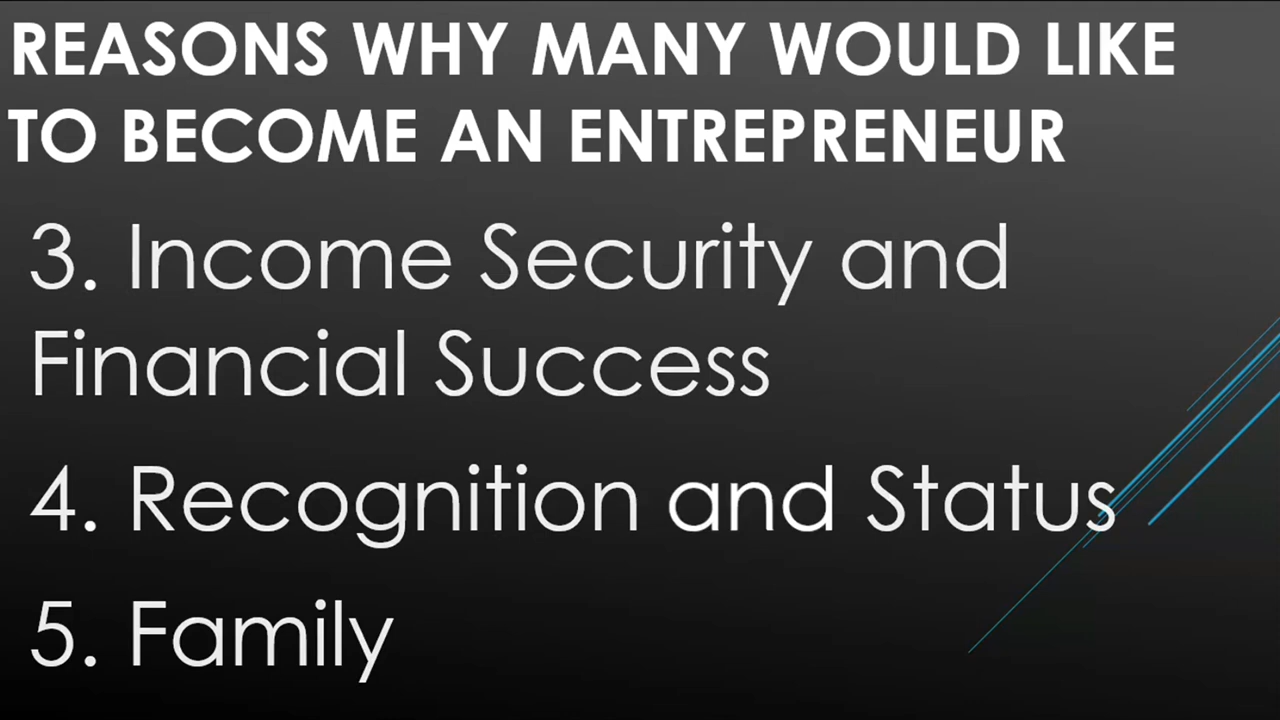 REASONS WHY MANY WOULD LIKE
TO BECOME AN ENTREPRENEUR
3. Income Security and
Financial Success
4. Recognition and Status
5. Family